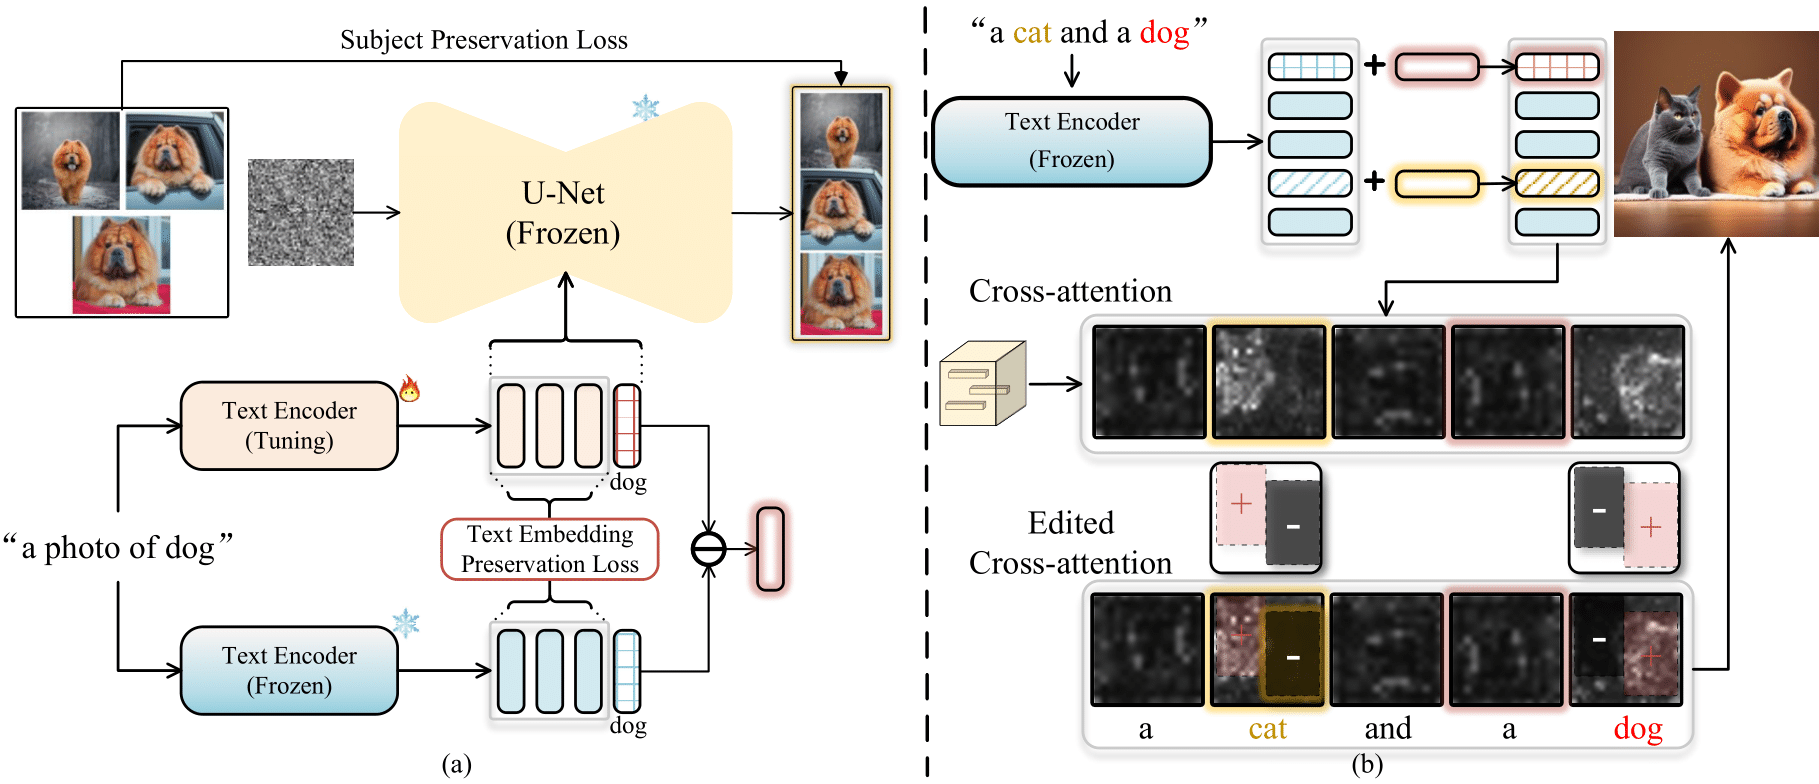 Subject Preservation Loss
U-Net
(Frozen)
Text Encoder
(Tuning)
dog
“a photo of dog”
Text Embedding
Preservation Loss
Text Encoder
(Frozen)
dog
(a)
“a cat and a dog”
Text Encoder
(Frozen)
Cross-attention
Edited
Cross-attention
a cat and a dog
(b)